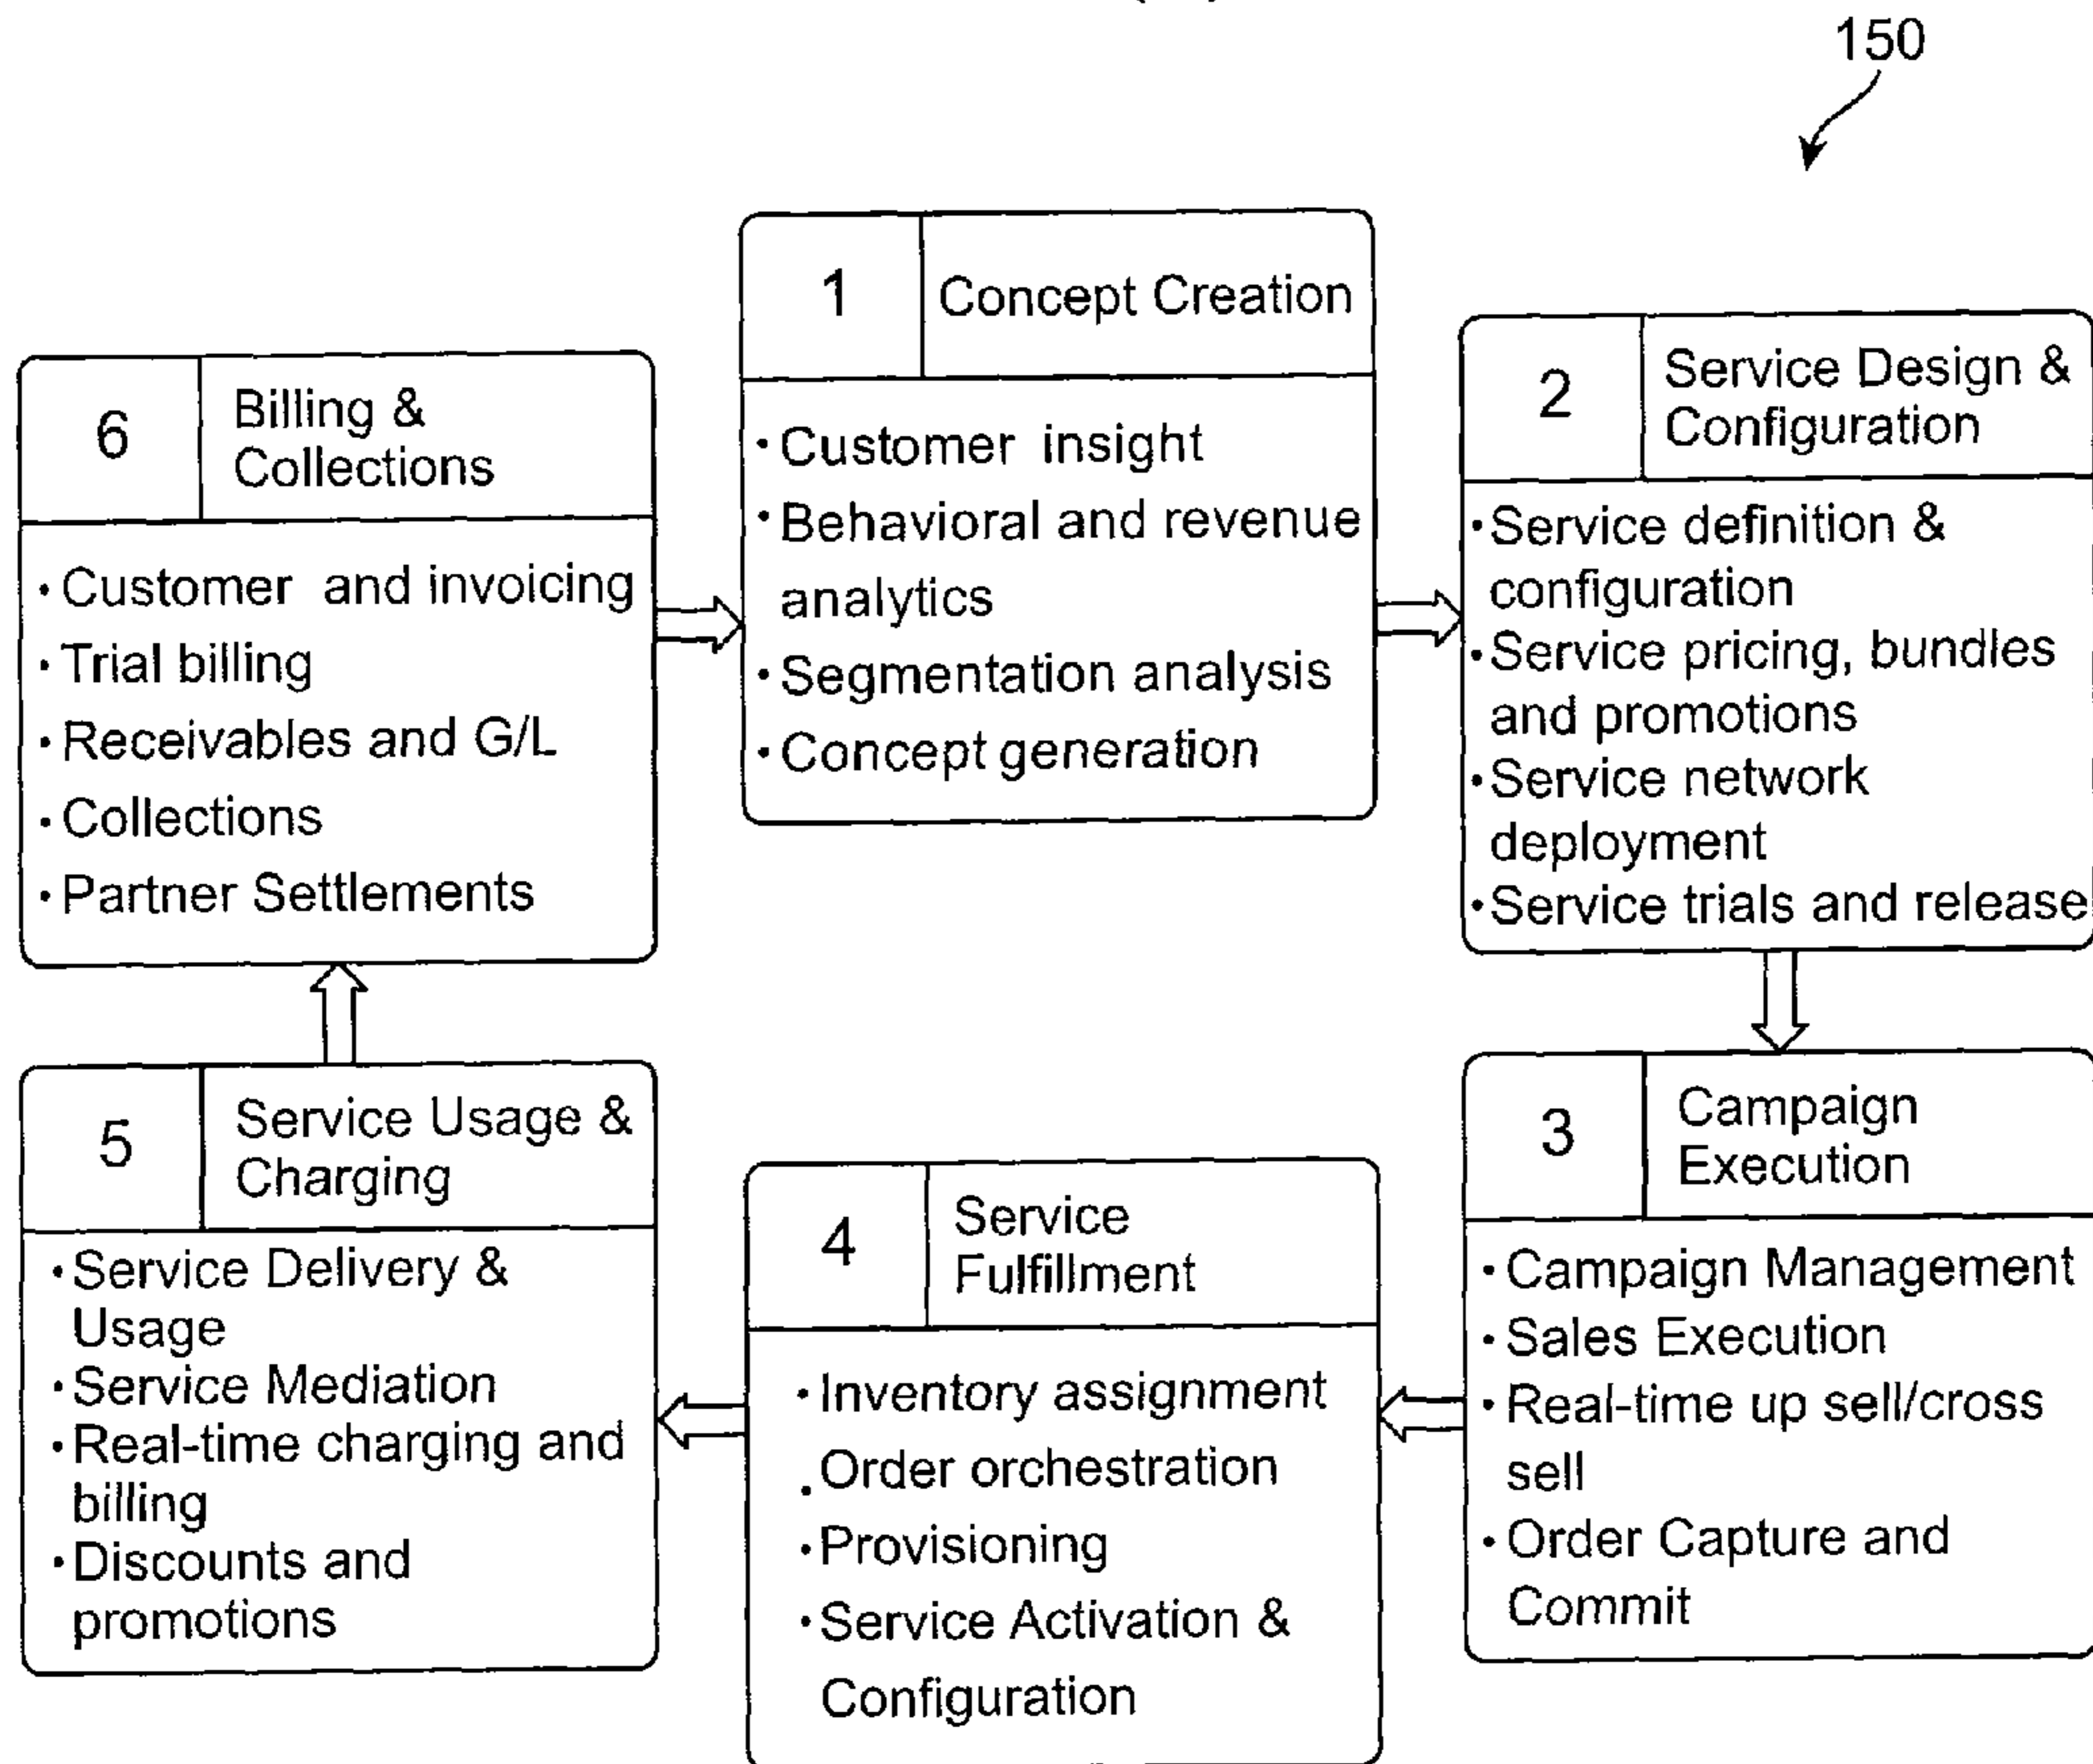 150
1
Concept Creation
· Customer insight
· Behavioral and revenue
analytics
· Segmentation analysis
· Concept generation
2
Service Design &
Configuration
· Service definition &
configuration
· Service pricing, bundles
and promotions
· Service network
deployment
· Service trials and release
3
Campaign
Execution
· Campaign Management
· Sales Execution
· Real-time up sell/cross
sell
· Order Capture and
Commit
4
Service
Fulfillment
· Inventory assignment
. Order orchestration
· Provisioning
· Service Activation &
Configuration
5
Service Usage &
Charging
· Service Delivery &
Usage
· Service Mediation
· Real-time charging and
billing
· Discounts and
promotions
6
Billing &
Collections
· Customer and invoicing
· Trial billing
· Receivables and G/L
· Collections
· Partner Settlements